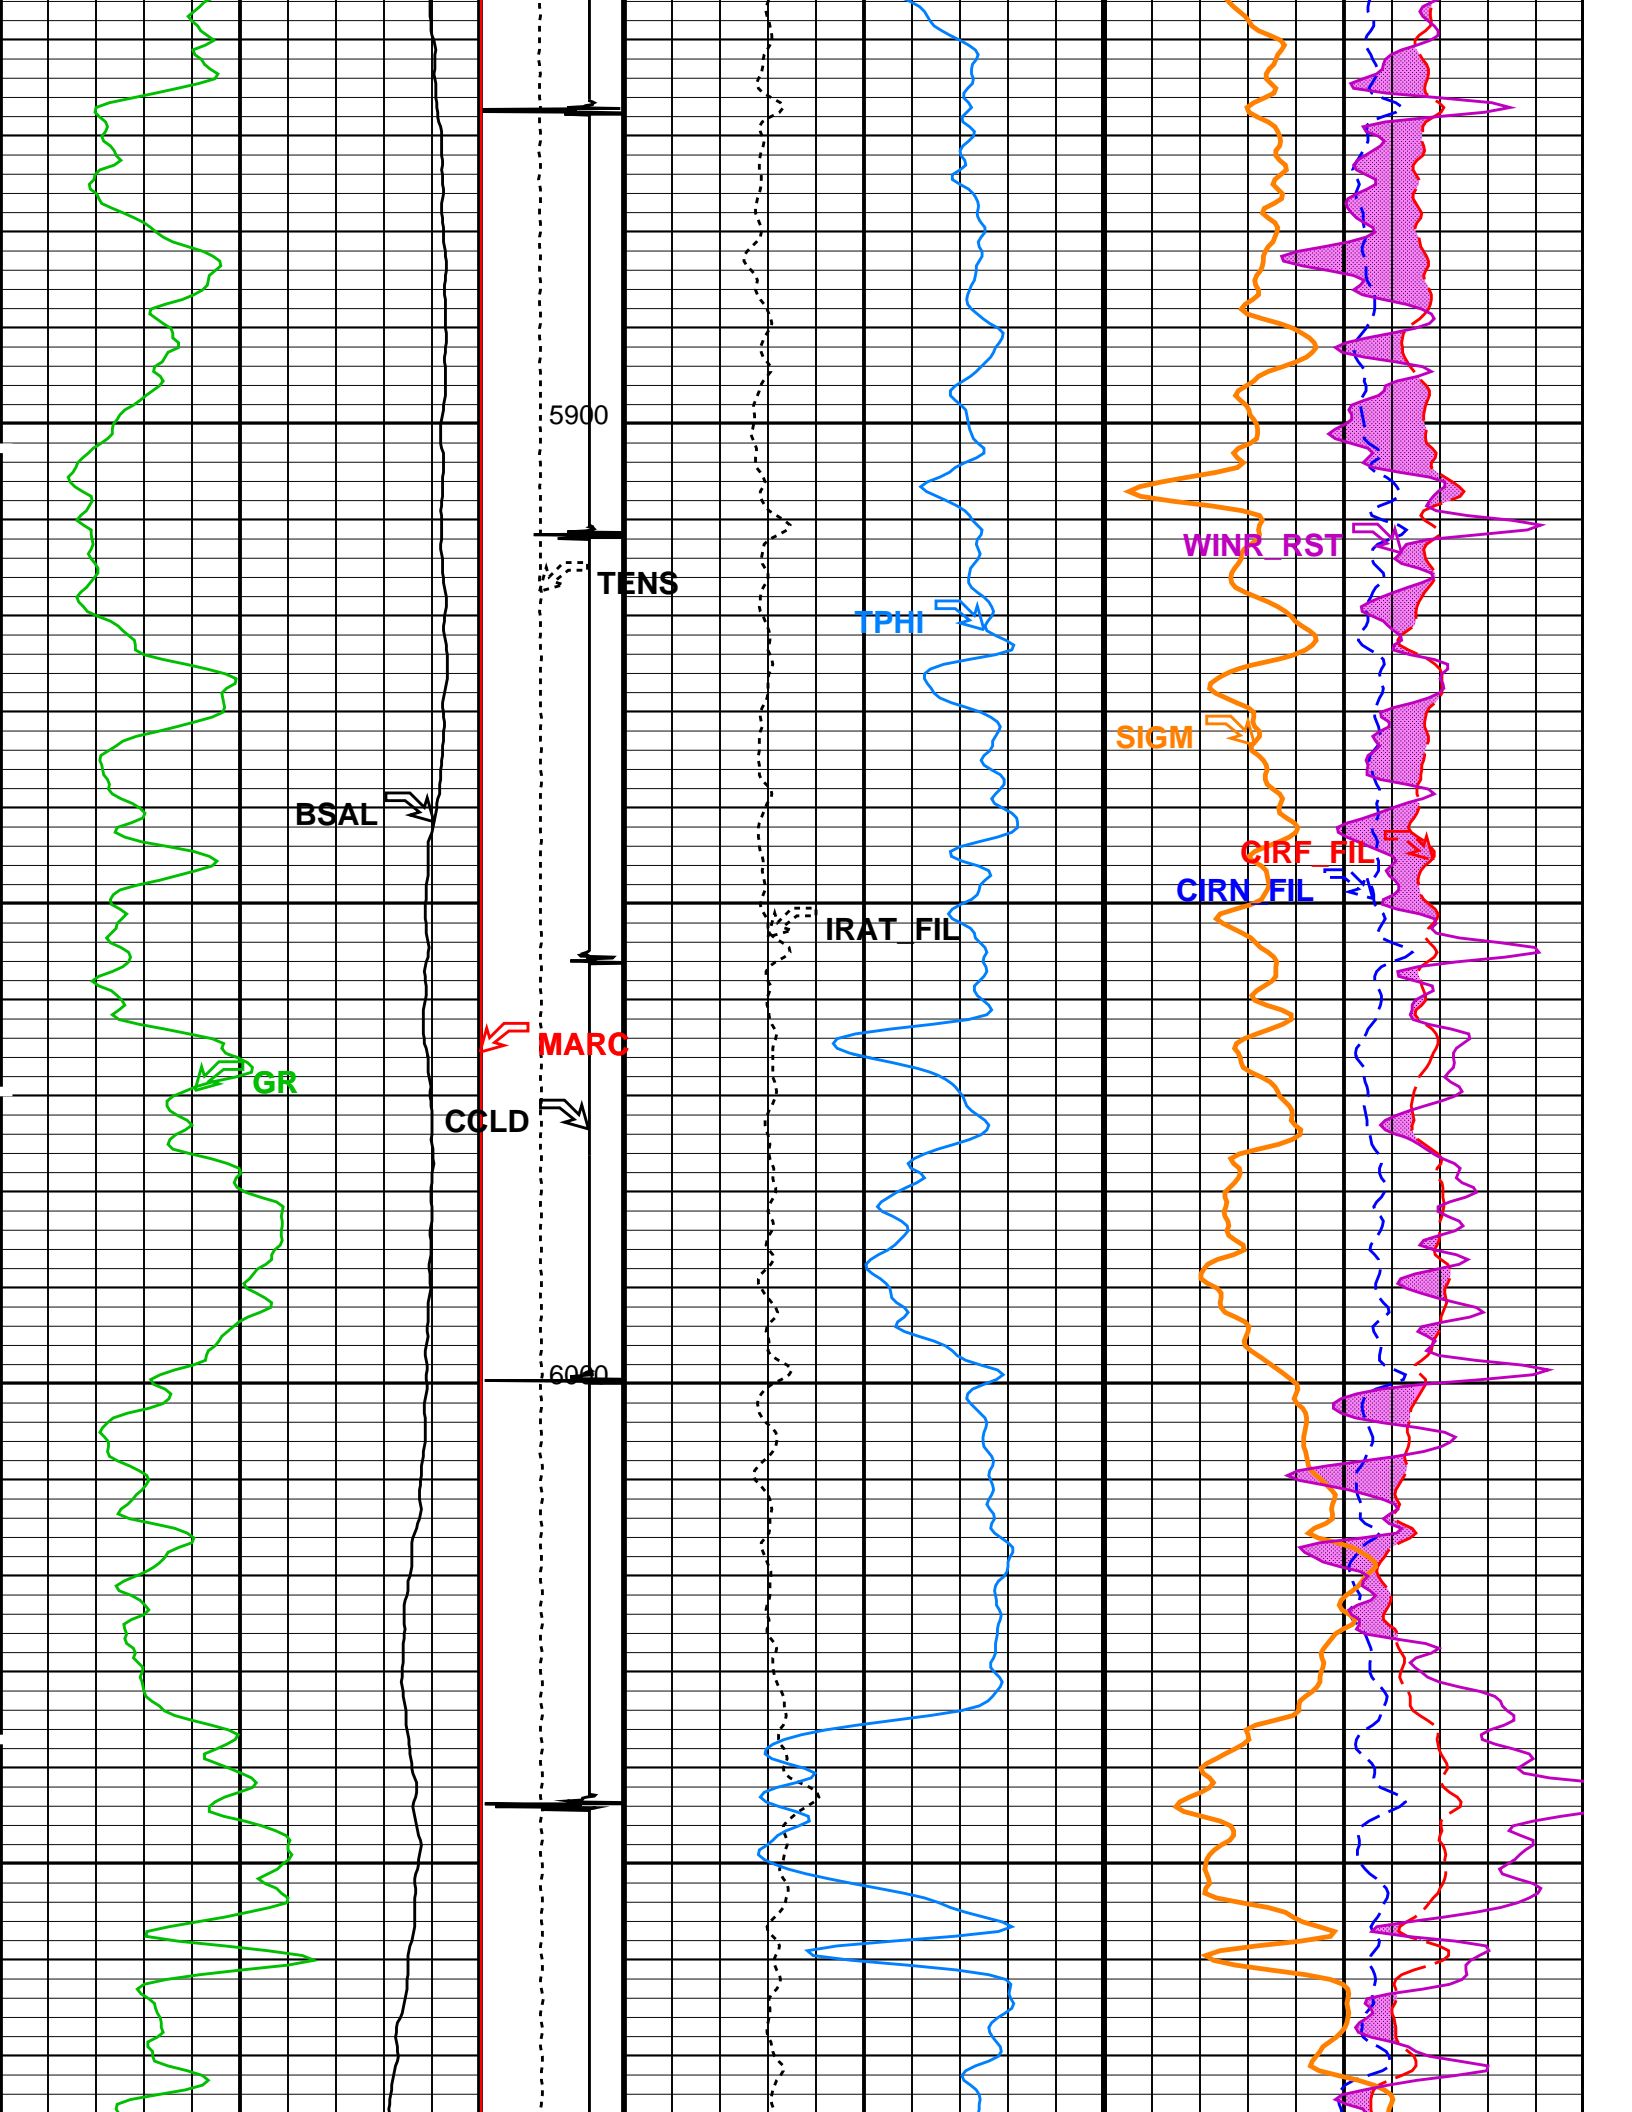 5900
WINR_RST
TENS
TPHI
SIGM
BSAL
CIRF_FIL
CIRN_FIL
IRAT_FIL
MARC
GR
CCLD
6000